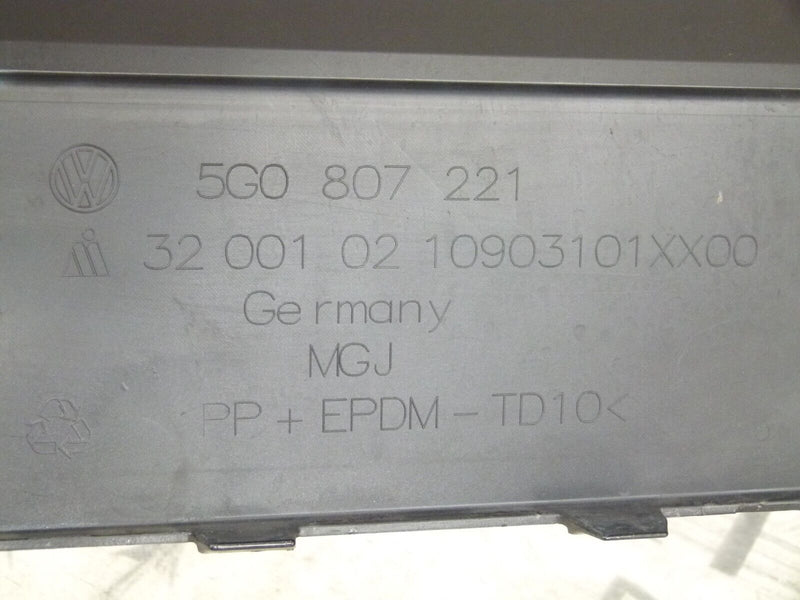 5G0 807 221
32 001 02 10903101XX00
Germany
MGJ
PP + EPDM - TD10<